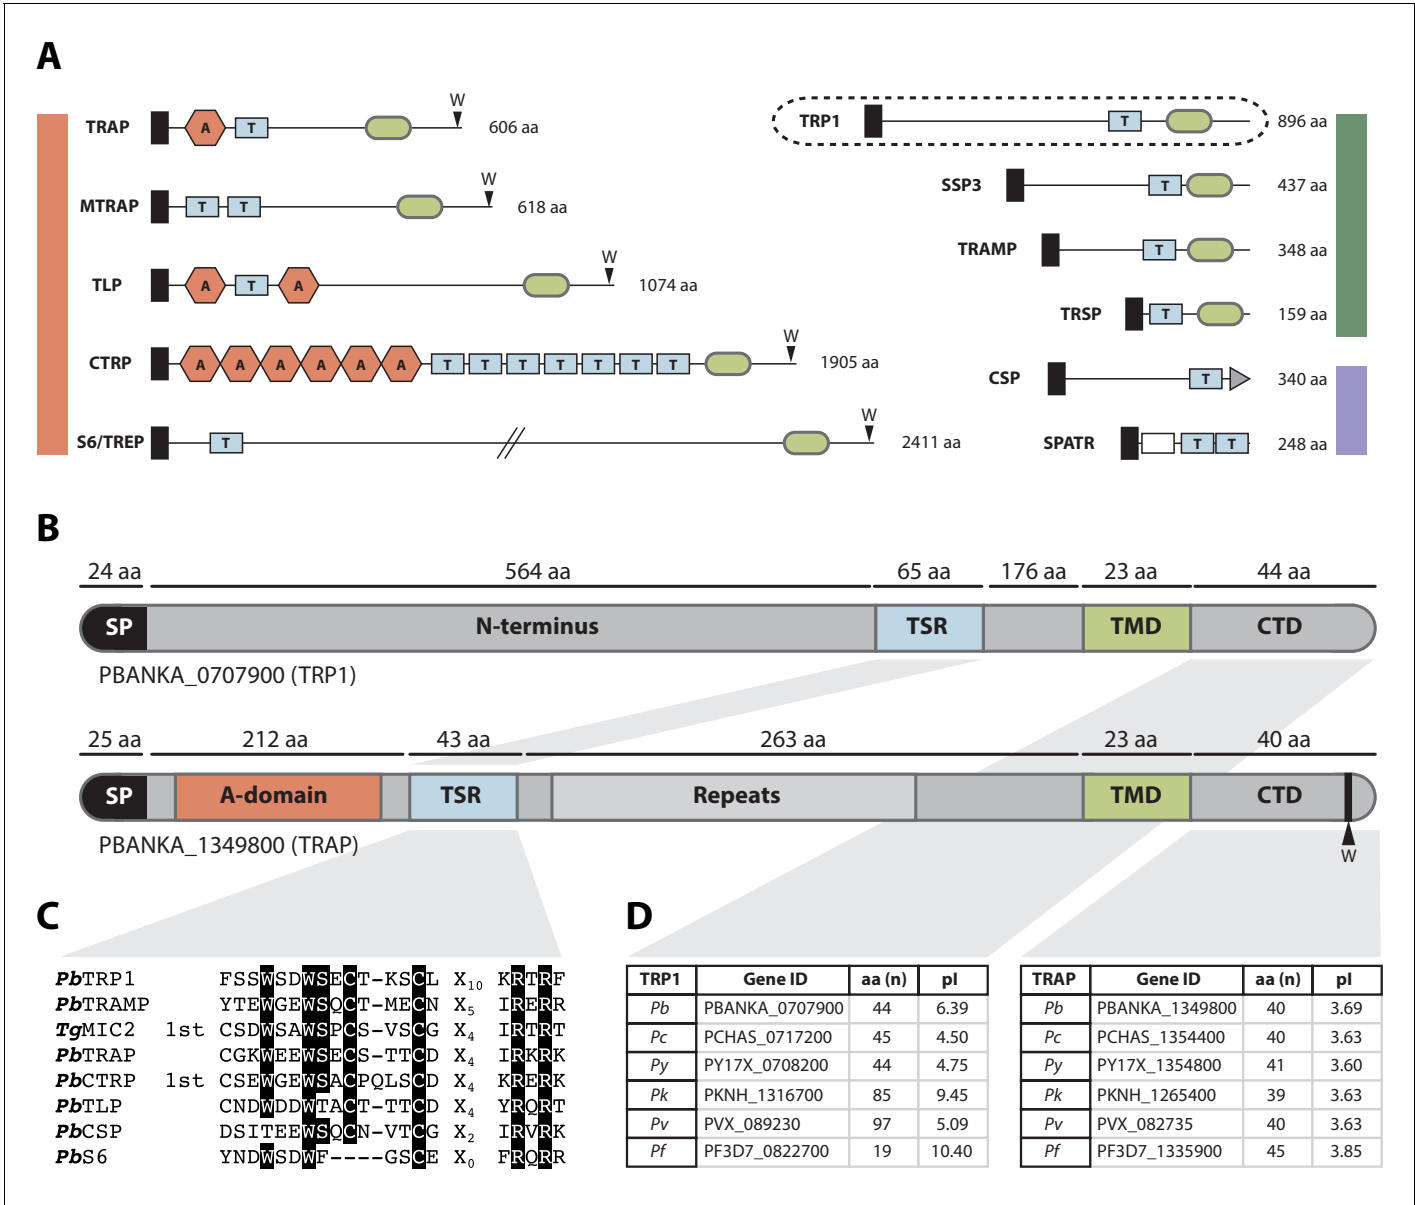 A
TRAP A T W 606 aa
MTRAP T T W 618 aa
TLP A T A W 1074 aa
CTRP A A A A A A T T T T T T T W 1905 aa
S6/TREP T W 2411 aa
TRP1 T 896 aa
SSP3 T 437 aa
TRAMP T 348 aa
TRSP T 159 aa
CSP T 340 aa
SPATR T T 248 aa
B
24 aa 564 aa 65 aa 176 aa 23 aa 44 aa
SP N-terminus TSR TMD CTD
PBANKA_0707900 (TRP1)
25 aa 212 aa 43 aa 263 aa 23 aa 40 aa
SP A-domain TSR Repeats TMD CTD
PBANKA_1349800 (TRAP)
W
C
PbTRP1 FSSWSDWSECT-KSCL X10 KRTRF
PbTRAMP YTEWGEWSQCT-MECN X5 IRERR
TgMIC2 1st CSDWSAWSPCS-VSCG X4 IRTRT
PbTRAP CGKWEEWSECS-TTCD X4 IRKRK
PbCTRP 1st CSEWGEWSACPQLSCD X4 KRERK
PbTLP CNDWDDWTACT-TTCD X4 YRQRT
PbCSP DSITEEWSQCN-VTCG X2 IRVRK
PbS6 YNDWSDWF----GSCE X0 FRQRR
D
TRP1 Gene ID aa (n) pI
Pb PBANKA_0707900 44 6.39
Pc PCHAS_0717200 45 4.50
Py PY17X_0708200 44 4.75
Pk PKNH_1316700 85 9.45
Pv PVX_089230 97 5.09
Pf PF3D7_0822700 19 10.40
TRAP Gene ID aa (n) pI
Pb PBANKA_1349800 40 3.69
Pc PCHAS_1354400 40 3.63
Py PY17X_1354800 41 3.60
Pk PKNH_1265400 39 3.63
Pv PVX_082735 40 3.63
Pf PF3D7_1335900 45 3.85